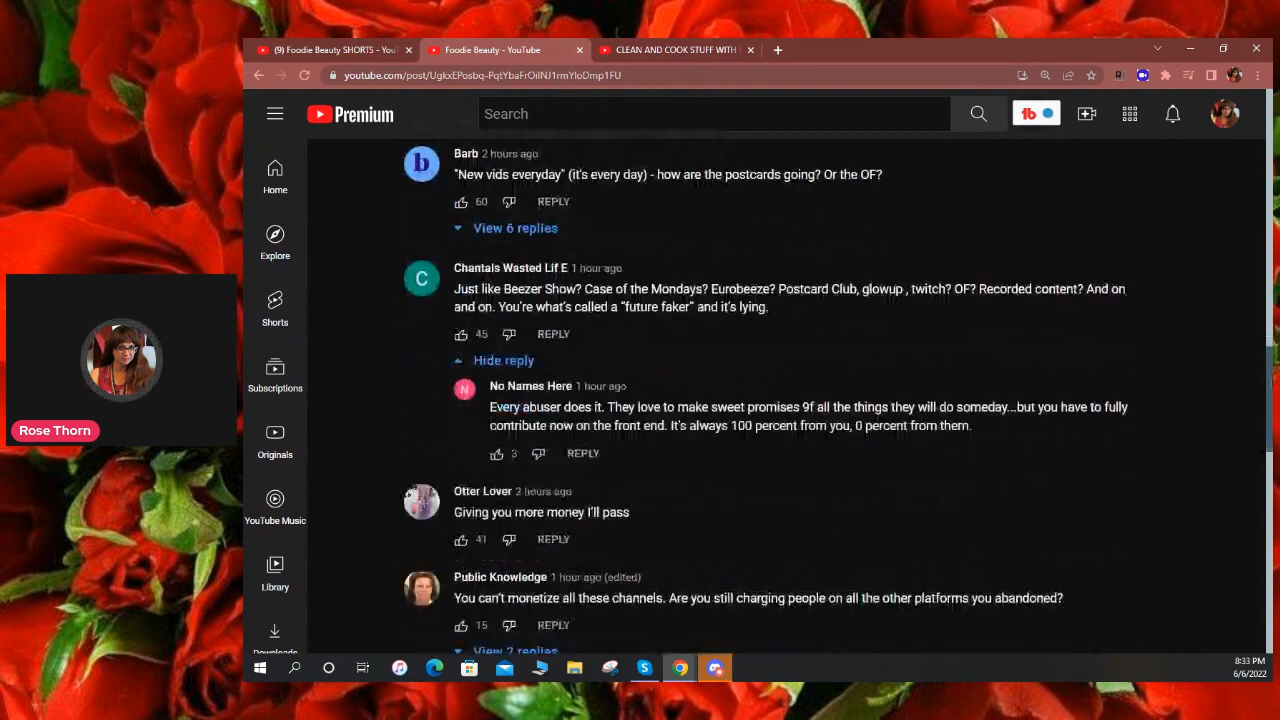 (9) Foodie Beauty SHORTS - YouT
Foodie Beauty - YouTube
CLEAN AND COOK STUFF WITH
youtube.com/post/UgkxEPosbq-PqtYbaFrOiINJ1rmYIoDmp1FU
Premium
Search
Home
Explore
Shorts
Subscriptions
Originals
YouTube Music
Library
Downloads
Barb 2 hours ago
"New vids everyday" (it's every day) - how are the postcards going? Or the OF?
60 REPLY
View 6 replies
C
Chantals Wasted Lif E 1 hour ago
Just like Beezer Show? Case of the Mondays? Eurobeeze? Postcard Club, glowup , twitch? OF? Recorded content? And on
and on. You're what's called a "future faker" and it's lying.
45 REPLY
Hide reply
N
No Names Here 1 hour ago
Every abuser does it. They love to make sweet promises 9f all the things they will do someday...but you have to fully
contribute now on the front end. It's always 100 percent from you, 0 percent from them.
3 REPLY
Otter Lover 2 hours ago
Giving you more money I'll pass
41 REPLY
Public Knowledge 1 hour ago (edited)
You can't monetize all these channels. Are you still charging people on all the other platforms you abandoned?
15 REPLY
View 2 replies
Rose Thorn
8:33 PM
6/6/2022